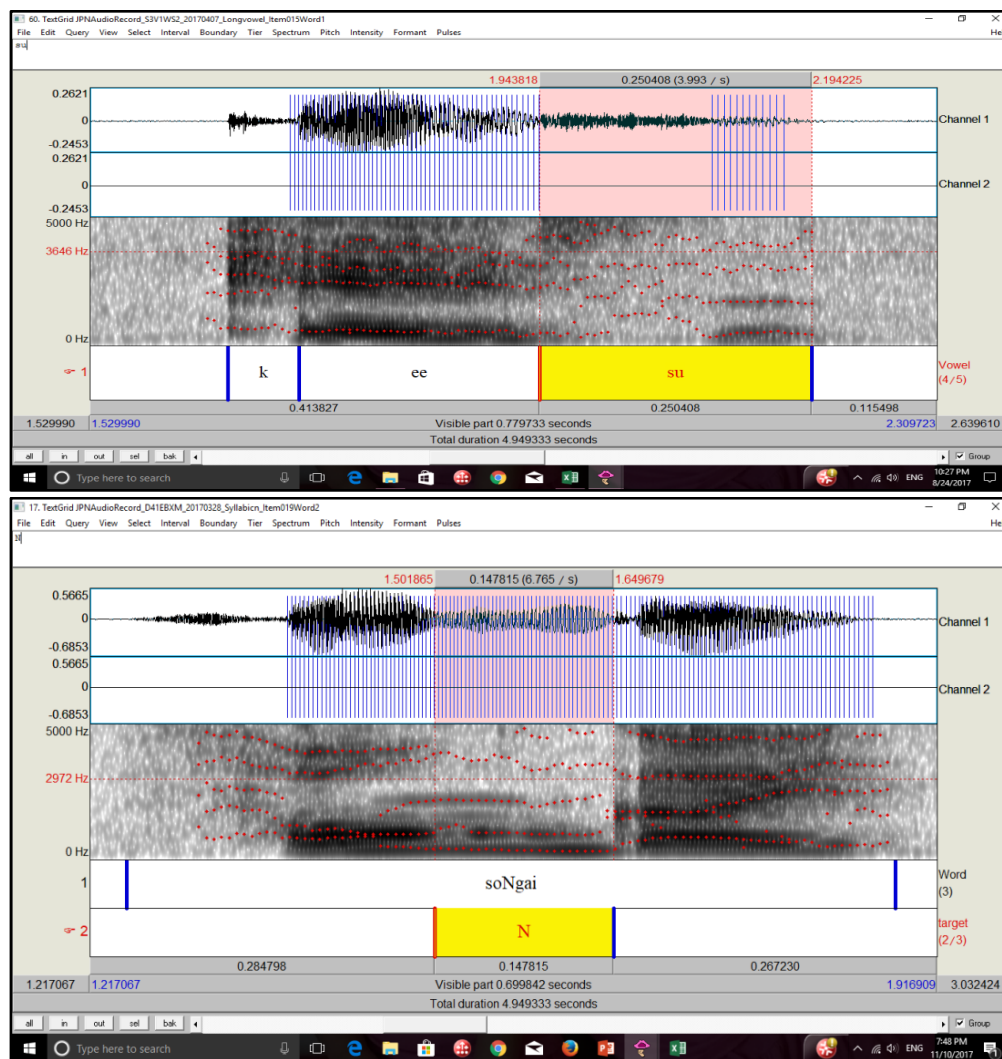 60. TextGrid JPNAudioRecord_S3V1WS2_20170407_Longvowel_Item015Word1
File Edit Query View Select Interval Boundary Tier Spectrum Pitch Intensity Formant Pulses He
su
1.943818 0.250408 (3.993 / s) 2.194225
0.2621
0
-0.2453
Channel 1
0.2621
0
-0.2453
Channel 2
5000 Hz
3646 Hz
0 Hz
1 k ee su Vowel
(4/5)
0.413827 0.250408 0.115498
1.529990 1.529990 Visible part 0.779733 seconds 2.309723 2.639610
Total duration 4.949333 seconds
all in out sel bak Group
Type here to search ENG 10:27 PM
8/24/2017
17. TextGrid JPNAudioRecord_D41EBXM_20170328_Syllabicn_Item019Word2
File Edit Query View Select Interval Boundary Tier Spectrum Pitch Intensity Formant Pulses He
1.501865 0.147815 (6.765 / s) 1.649679
0.5665
0
-0.6853
Channel 1
0.5665
0
-0.6853
Channel 2
5000 Hz
2972 Hz
0 Hz
1 soNgai Word
(3)
2 N target
(2/3)
0.284798 0.147815 0.267230
1.217067 1.217067 Visible part 0.699842 seconds 1.916909 3.032424
Total duration 4.949333 seconds
all in out sel bak Group
Type here to search ENG 7:48 PM
11/10/2017